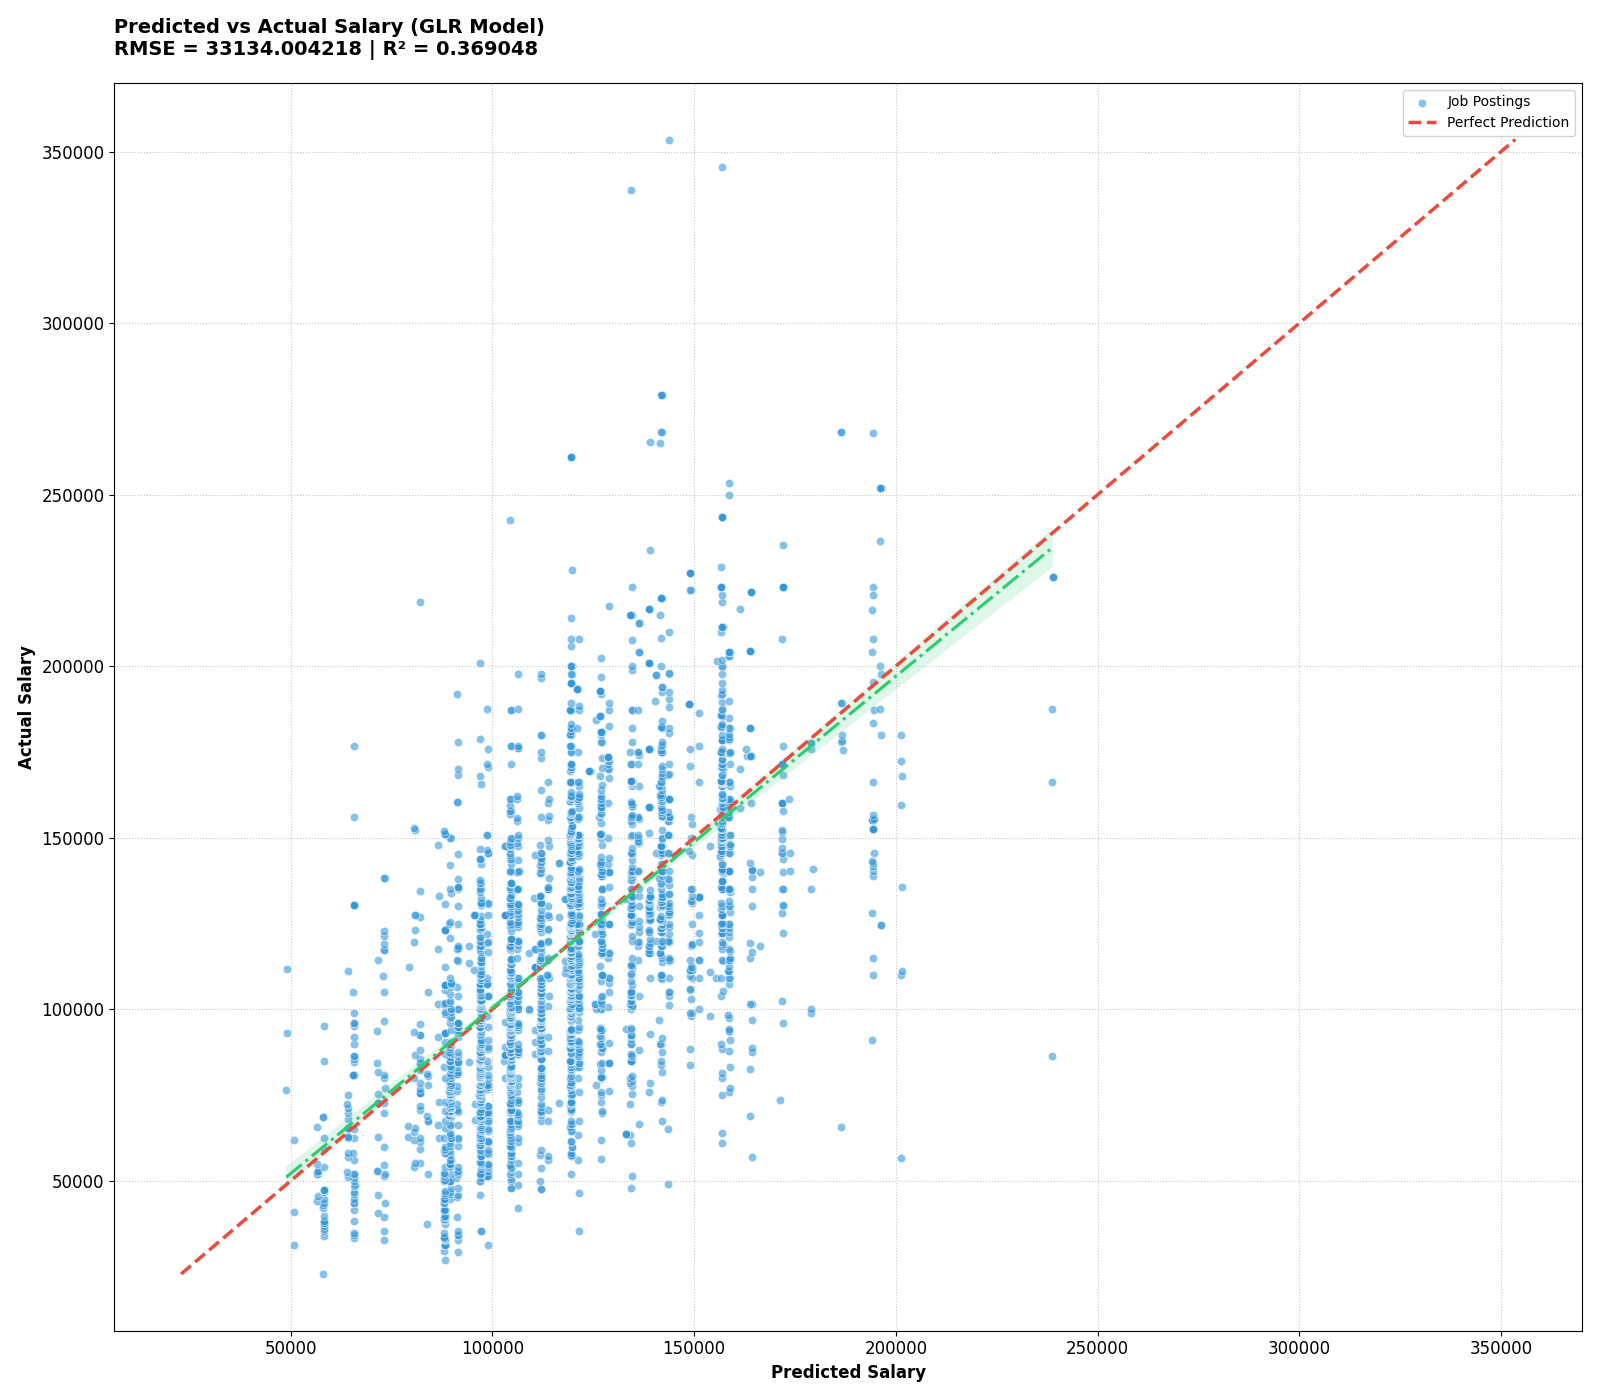 Predicted vs Actual Salary (GLR Model)
RMSE = 33134.004218 | R² = 0.369048
Job Postings
Perfect Prediction
350000
300000
250000
200000
150000
100000
50000
Actual Salary
50000
100000
150000
200000
250000
300000
350000
Predicted Salary